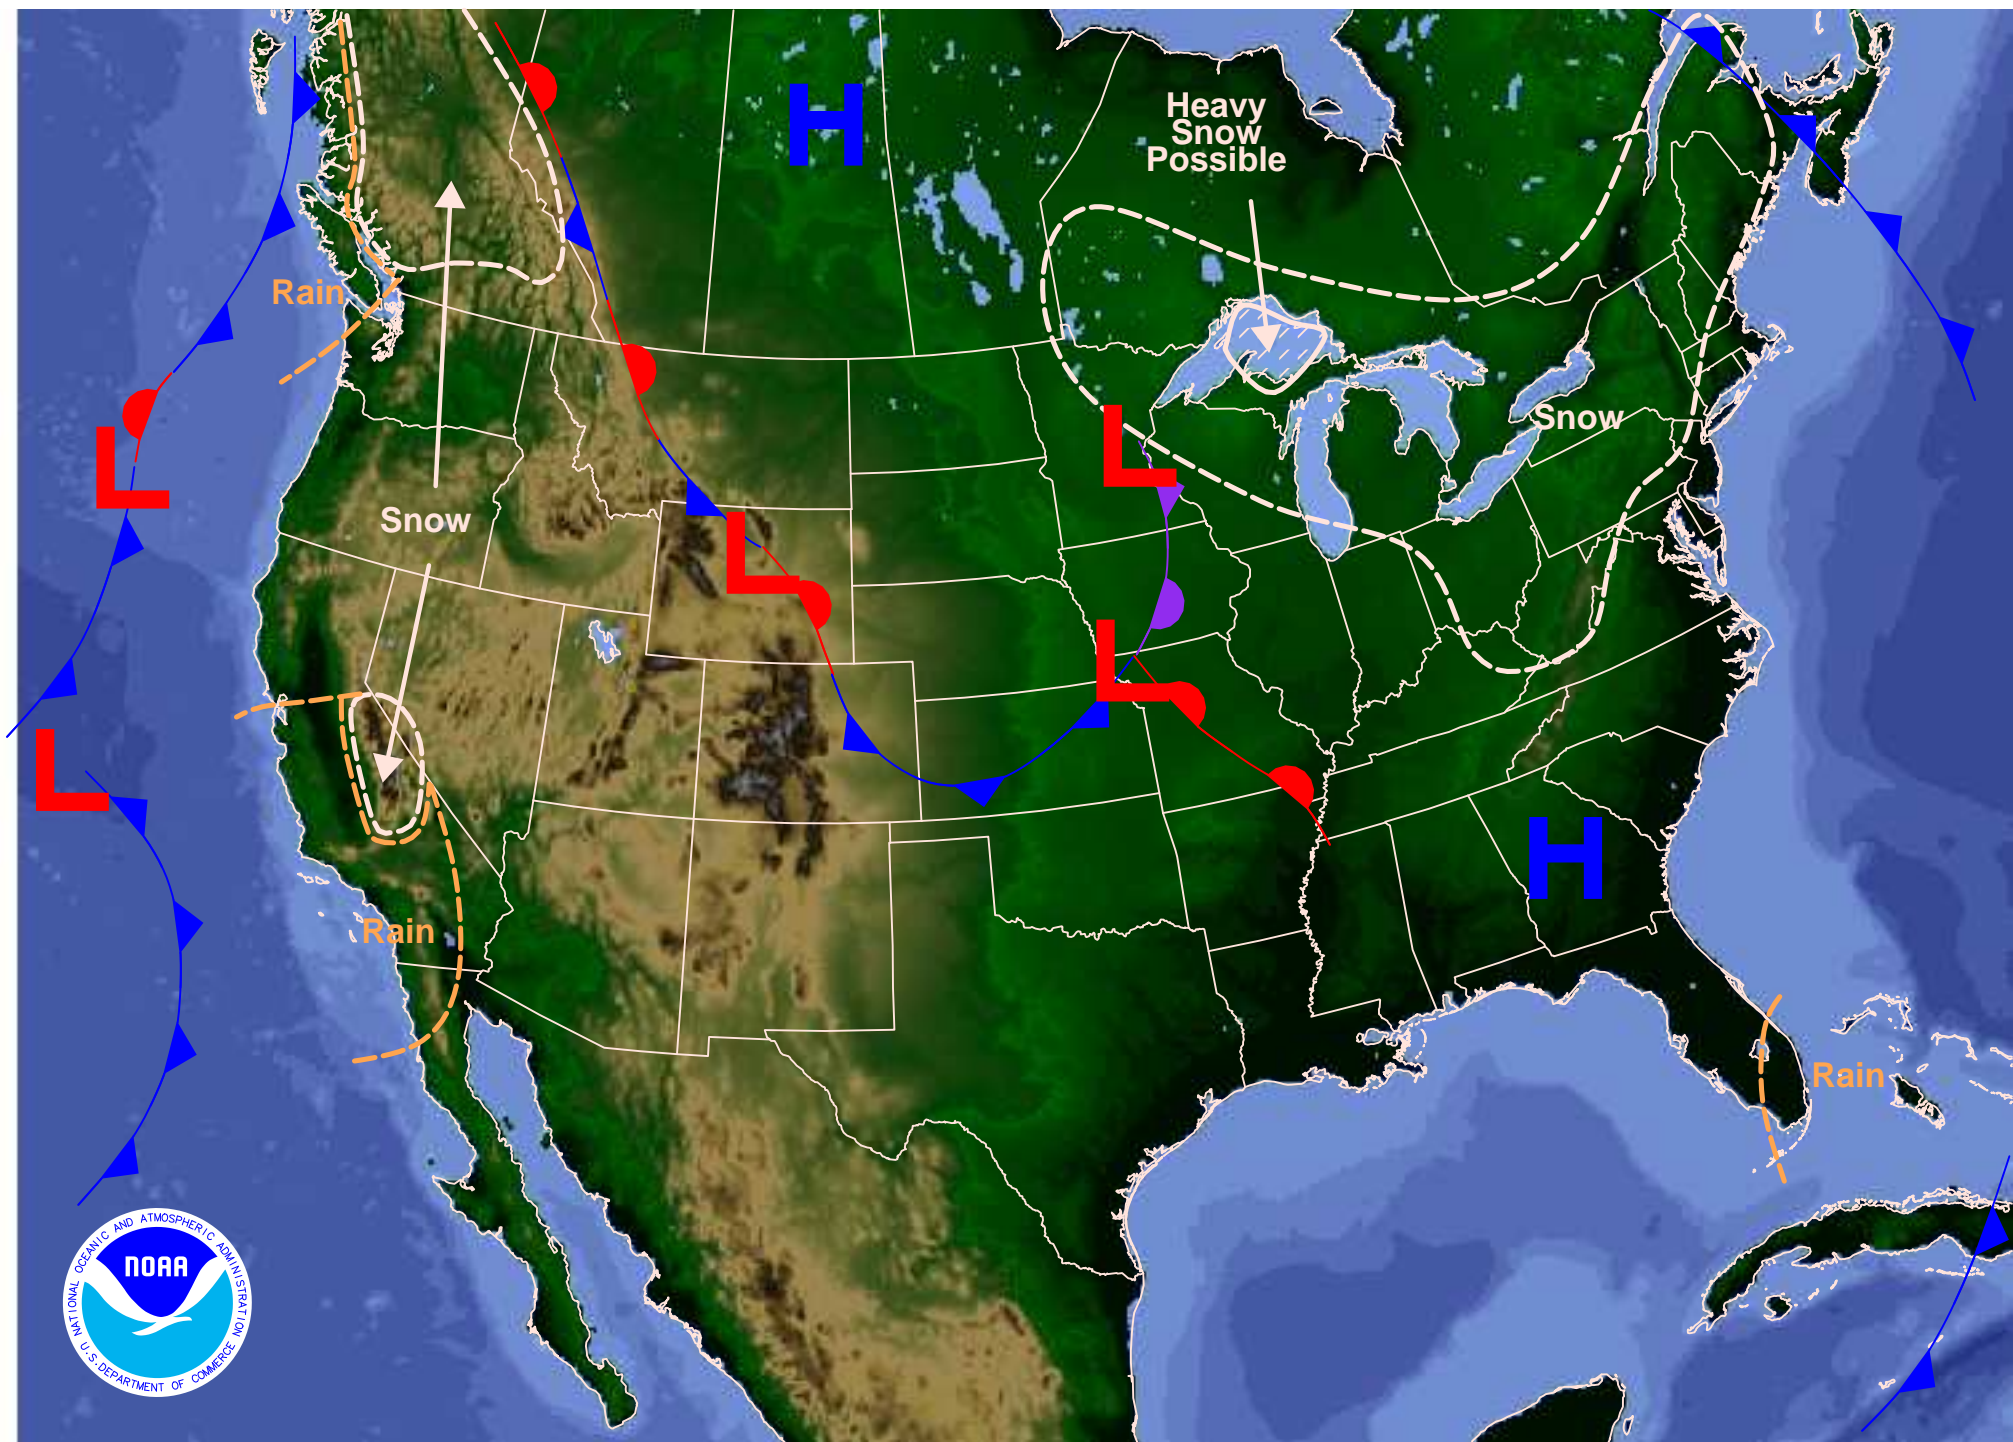 H
Heavy
Snow
Possible
Rain
Snow
L
L
Snow
L
L
L
H
Rain
Rain
NATIONAL OCEANIC AND ATMOSPHERIC ADMINISTRATION
NOAA
U.S. DEPARTMENT OF COMMERCE